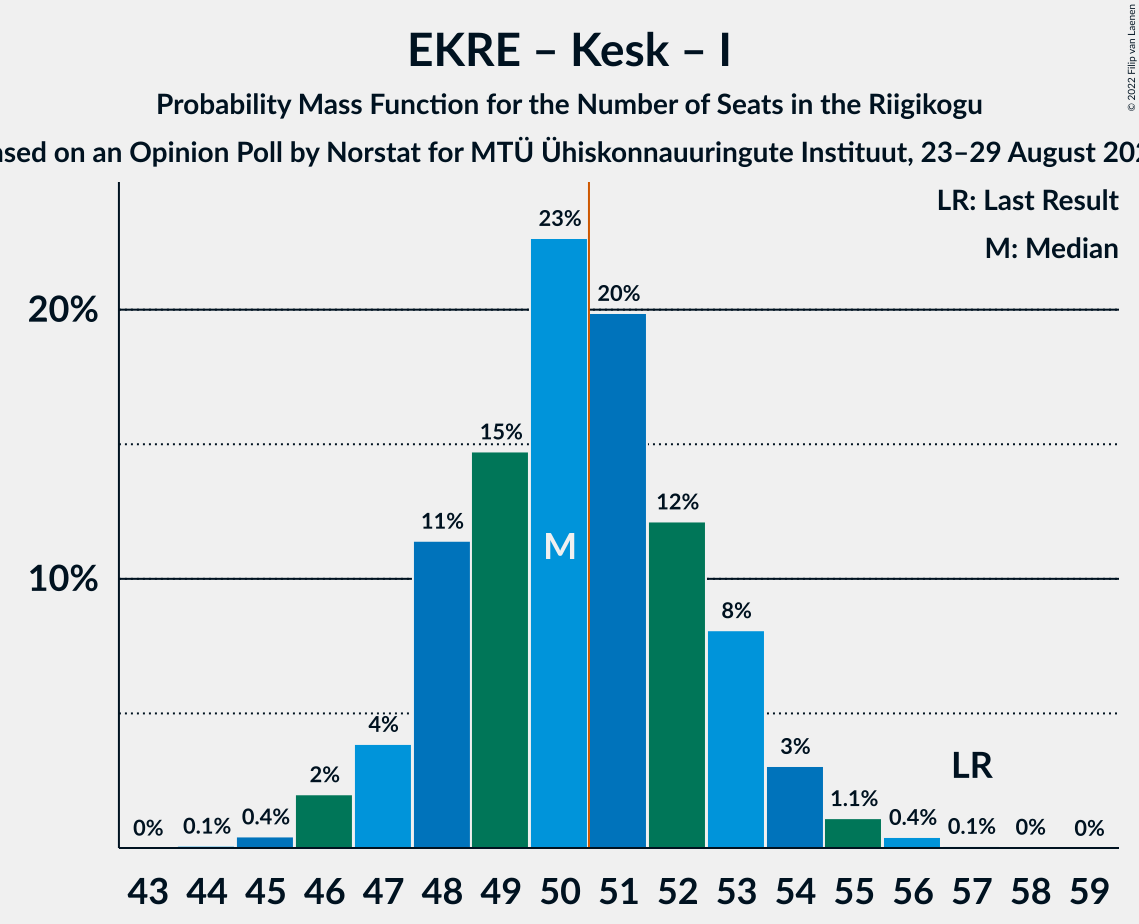 EKRE – Kesk – I
Probability Mass Function for the Number of Seats in the Riigikogu
on an Opinion Poll by Norstat for MTÜ Ühiskonnauuringute Instituut, 23–29 August
© 2022 Filip van Laenen
LR: Last Result
M: Median
20%
10%
0% 0.1% 0.4% 2% 4% 11% 15% 23% 20% 12% 8% 3% 1.1% 0.4% 0.1% 0% 0%
M
LR
43 44 45 46 47 48 49 50 51 52 53 54 55 56 57 58 59